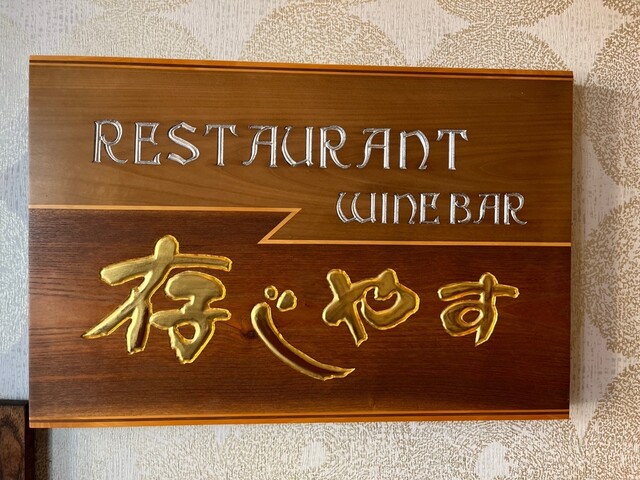 RESTAURANT
WINE BAR
存じやす